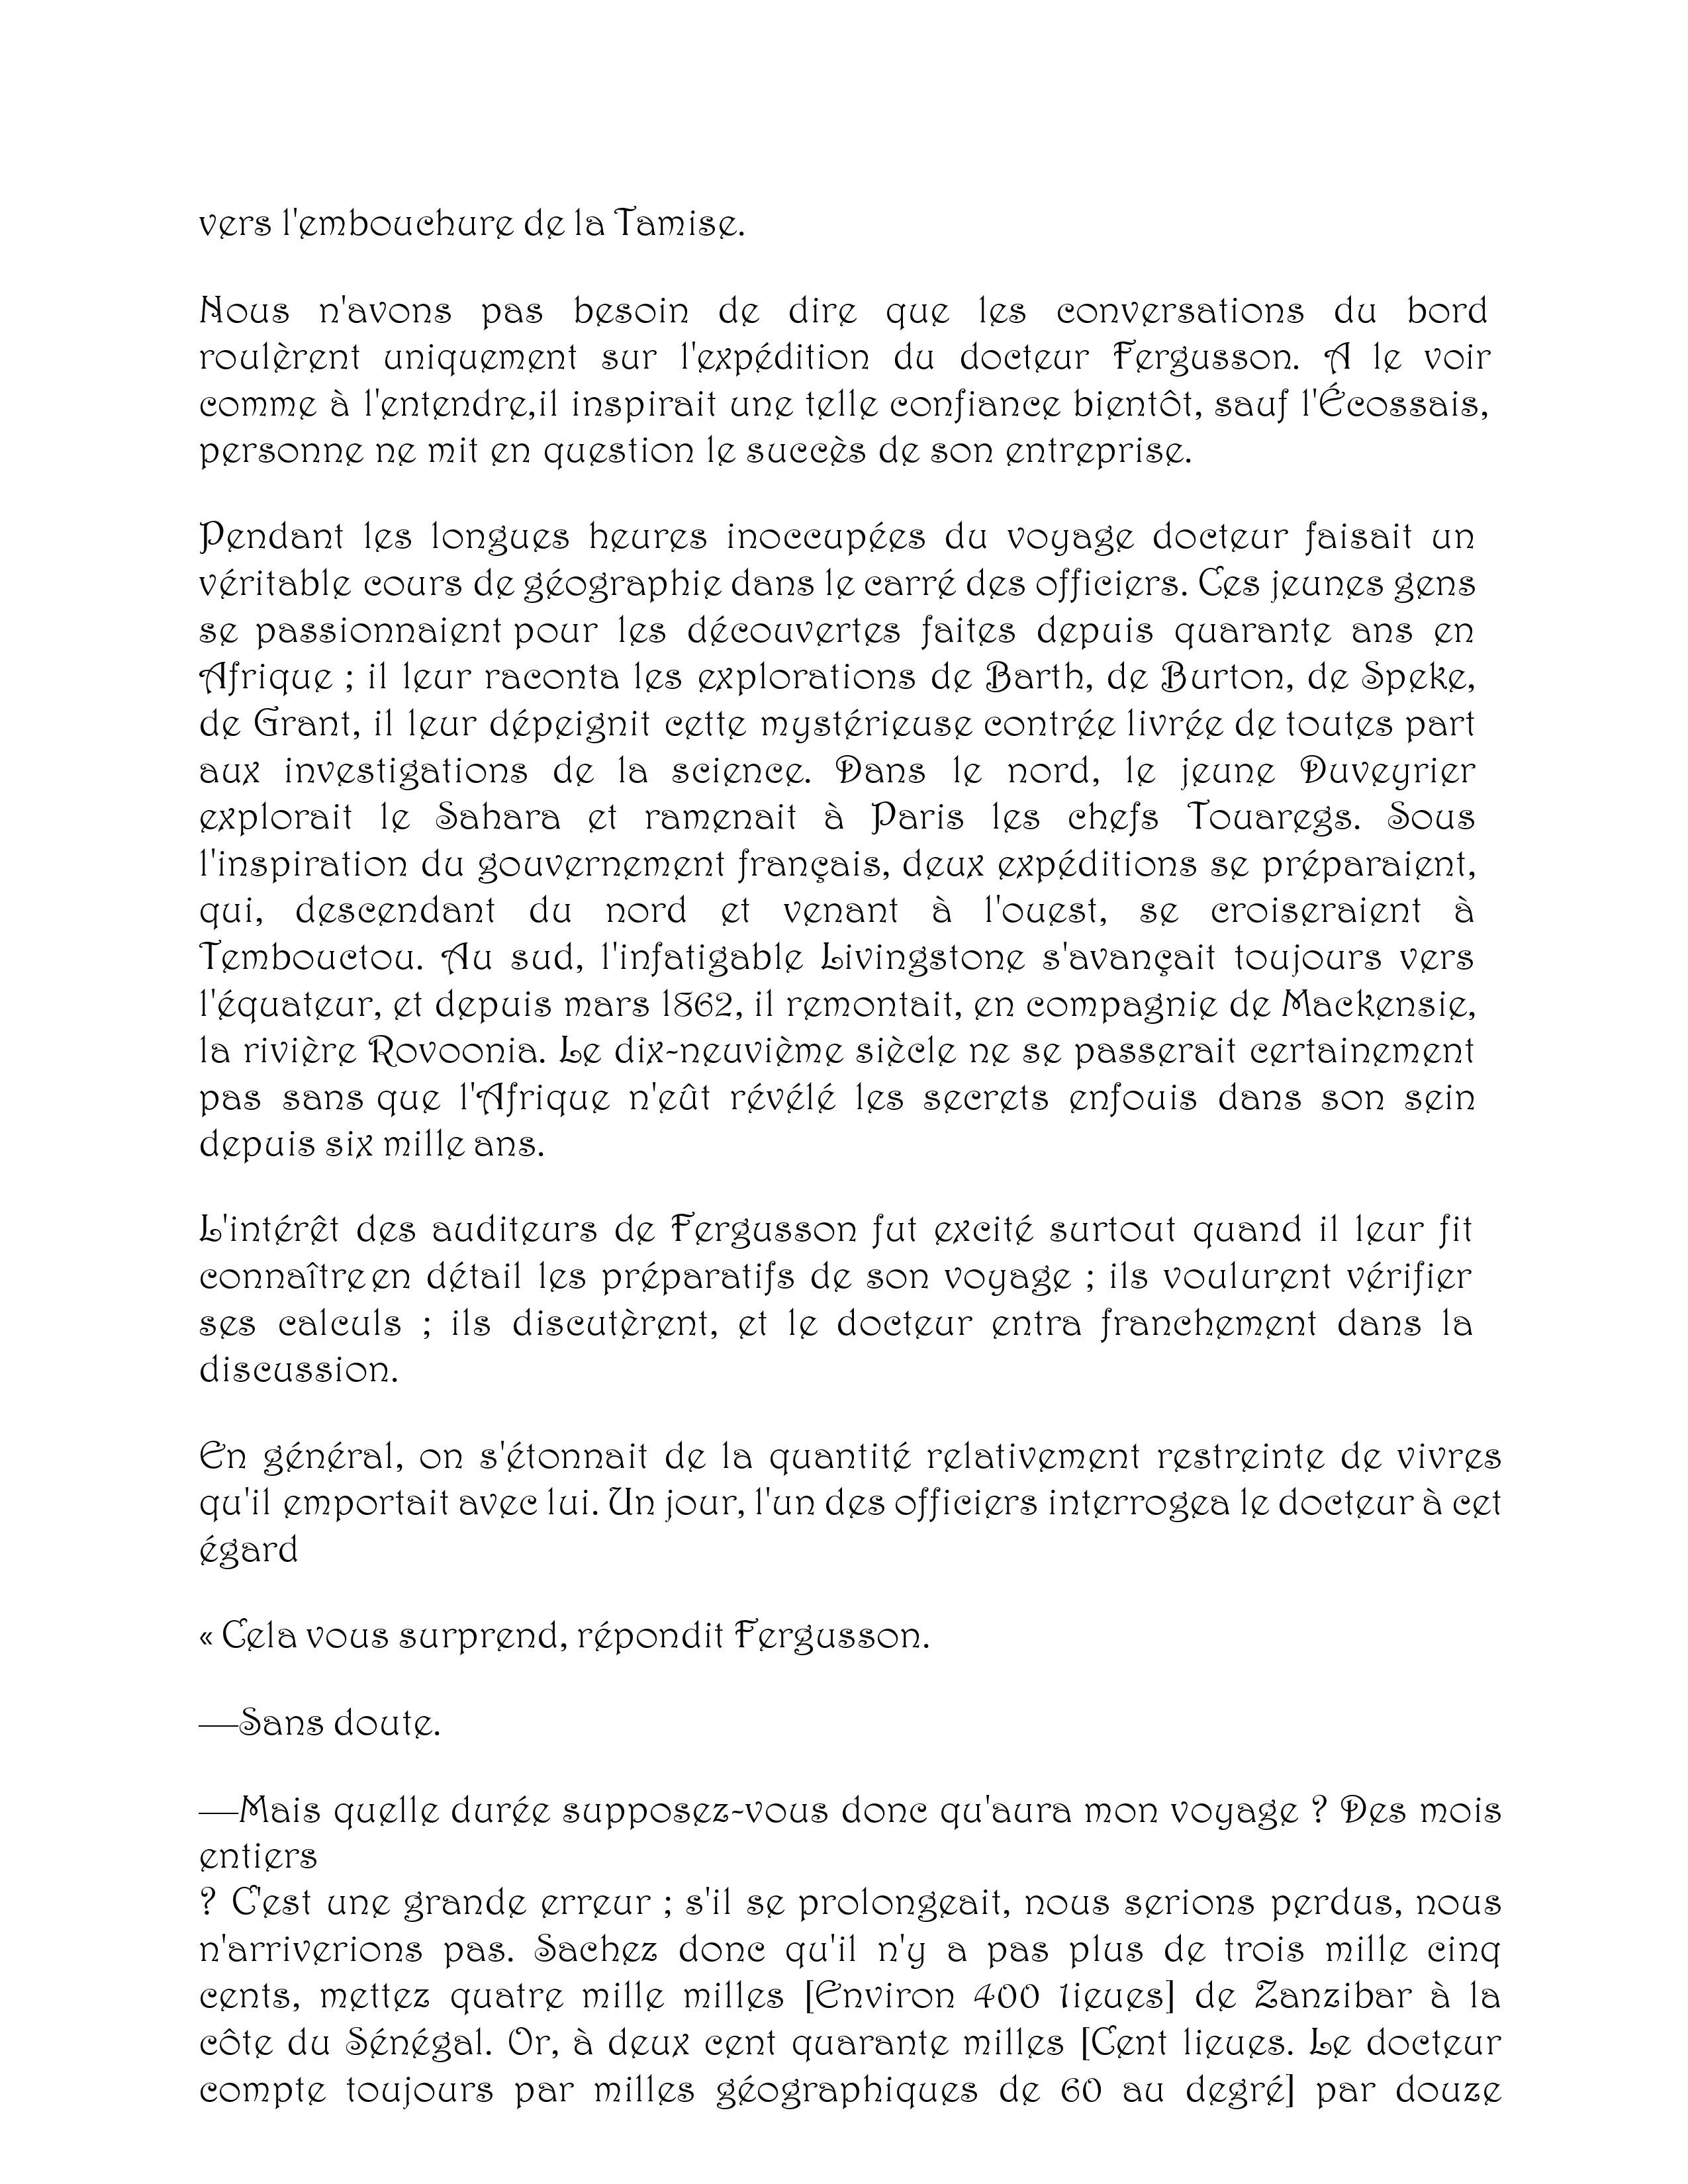 vers l'embouchure de la Tamise.
Nous n'avons pas besoin de dire que les conversations du bord
roulèrent uniquement sur l'expédition du docteur Fergusson. A le voir
comme à l'entendre,il inspirait une telle confiance bientôt, sauf l'Écossais,
personne ne mit en question le succès de son entreprise.
Pendant les longues heures inoccupées du voyage docteur faisait un
véritable cours de géographie dans le carré des officiers. Ces jeunes gens
se passionnaient pour les découvertes faites depuis quarante ans en
Afrique ; il leur raconta les explorations de Barth, de Burton, de Speke,
de Grant, il leur dépeignit cette mystérieuse contrée livrée de toutes part
aux investigations de la science. Dans le nord, le jeune Duveyrier
explorait le Sahara et ramenait à Paris les chefs Touaregs. Sous
l'inspiration du gouvernement français, deux expéditions se préparaient,
qui, descendant du nord et venant à l'ouest, se croiseraient à
Tembouctou. Au sud, l'infatigable Livingstone s'avançait toujours vers
l'équateur, et depuis mars 1862, il remontait, en compagnie de Mackensie,
la rivière Rovoonia. Le dix-neuvième siècle ne se passerait certainement
pas sans que l'Afrique n'eût révélé les secrets enfouis dans son sein
depuis six mille ans.
L'intérêt des auditeurs de Fergusson fut excité surtout quand il leur fit
connaître en détail les préparatifs de son voyage ; ils voulurent vérifier
ses calculs ; ils discutèrent, et le docteur entra franchement dans la
discussion.
En général, on s'étonnait de la quantité relativement restreinte de vivres
qu'il emportait avec lui. Un jour, l'un des officiers interrogea le docteur à cet
égard
« Cela vous surprend, répondit Fergusson.
—Sans doute.
—Mais quelle durée supposez-vous donc qu'aura mon voyage ? Des mois
entiers
? C'est une grande erreur ; s'il se prolongeait, nous serions perdus, nous
n'arriverions pas. Sachez donc qu'il n'y a pas plus de trois mille cinq
cents, mettez quatre mille milles [Environ 400 1ieues] de Zanzibar à la
côte du Sénégal. Or, à deux cent quarante milles [Cent lieues. Le docteur
compte toujours par milles géographiques de 60 au degré] par douze